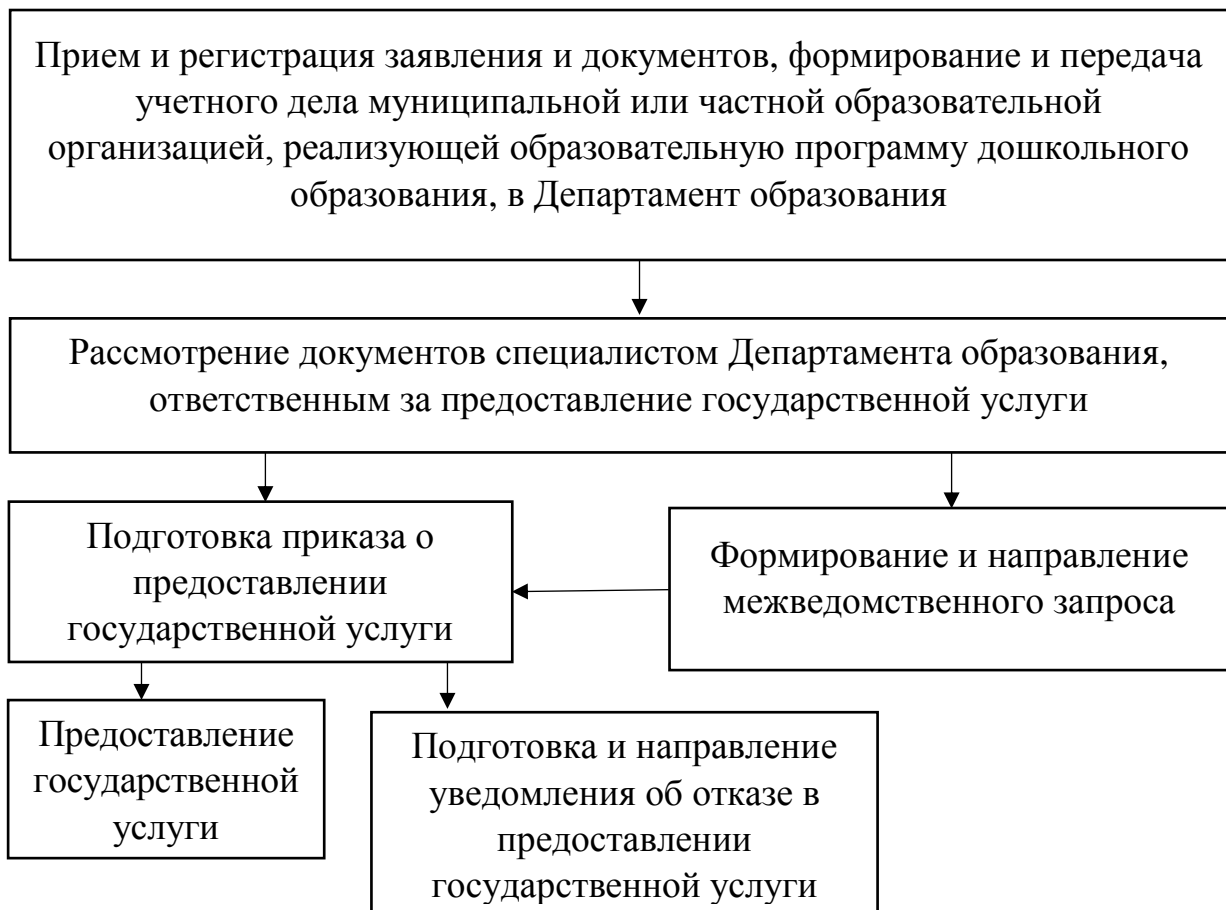 Прием и регистрация заявления и документов, формирование и передача
учетного дела муниципальной или частной образовательной
организацией, реализующей образовательную программу дошкольного
образования, в Департамент образования
Рассмотрение документов специалистом Департамента образования,
ответственным за предоставление государственной услуги
Подготовка приказа о
предоставлении
государственной услуги
Формирование и направление
межведомственного запроса
Предоставление
государственной
услуги
Подготовка и направление
уведомления об отказе в
предоставлении
государственной услуги